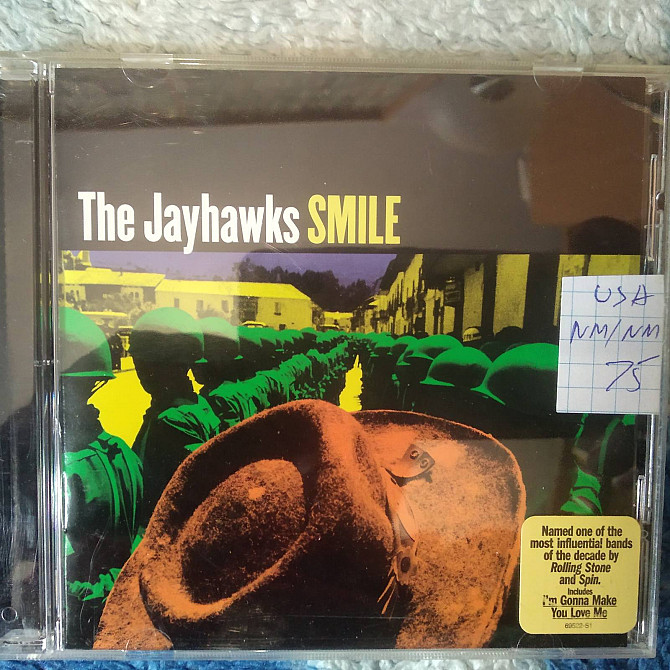 The Jayhawks SMILE
USA
NM/NM
75
Named one of the
most influential bands
of the decade by
Rolling Stone
and Spin.
Includes
I'm Gonna Make
You Love Me